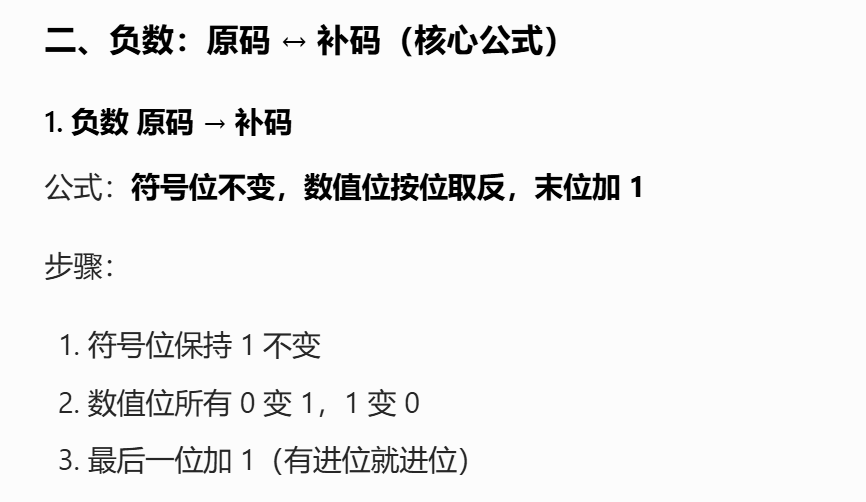 二、负数：原码 ↔ 补码（核心公式）
1. 负数 原码 → 补码
公式：符号位不变，数值位按位取反，末位加 1
步骤：
1. 符号位保持 1 不变
2. 数值位所有 0 变 1，1 变 0
3. 最后一位加 1（有进位就进位）